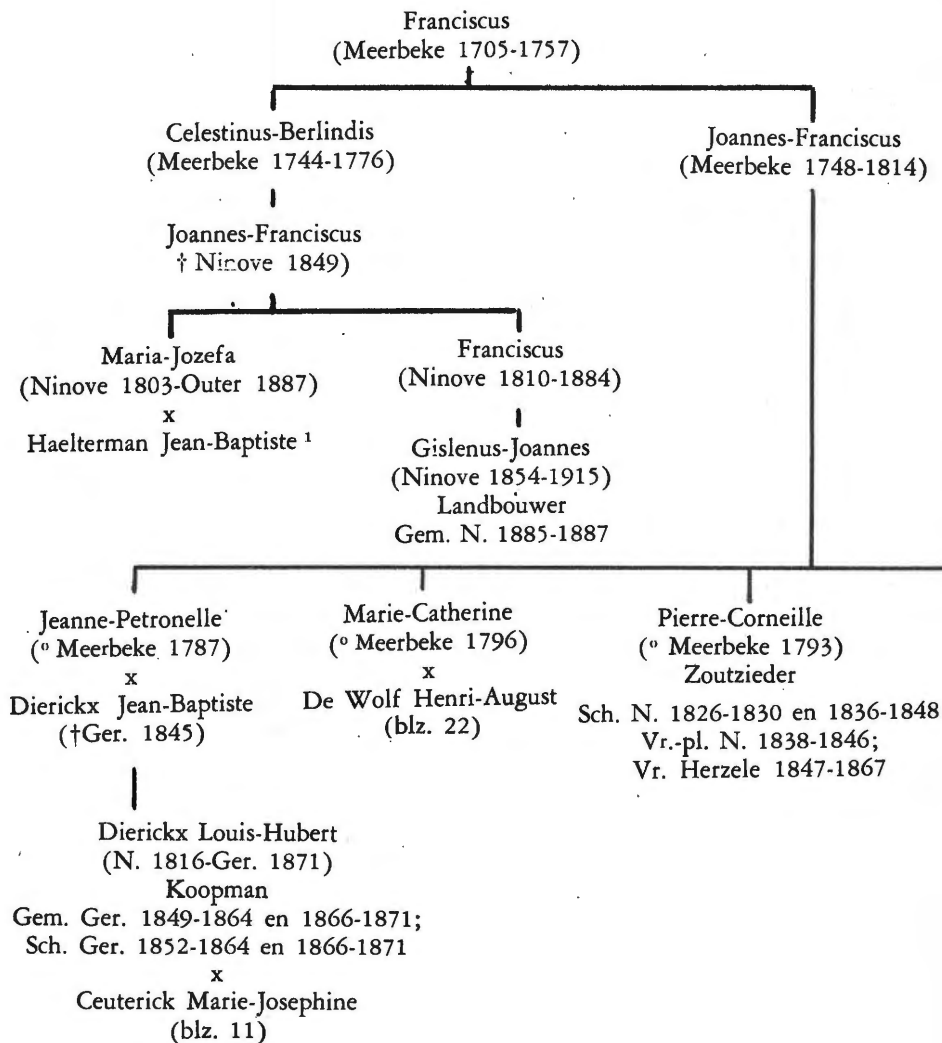 Franciscus
(Meerbeke 1705-1757)
Celestinus-Berlindis
(Meerbeke 1744-1776)
Joannes-Franciscus
(Meerbeke 1748-1814)
Joannes-Franciscus
† Ninove 1849)
Maria-Jozefa
(Ninove 1803-Outer 1887)
x
Haelterman Jean-Baptiste ¹
Franciscus
(Ninove 1810-1884)
Gislenus-Joannes
(Ninove 1854-1915)
Landbouwer
Gem. N. 1885-1887
Jeanne-Petronelle
(º Meerbeke 1787)
x
Dierickx Jean-Baptiste
(†Ger. 1845)
Dierickx Louis-Hubert
(N. 1816-Ger. 1871)
Koopman
Gem. Ger. 1849-1864 en 1866-1871;
Sch. Ger. 1852-1864 en 1866-1871
x
Ceuterick Marie-Josephine
(blz. 11)
Marie-Catherine
(º Meerbeke 1796)
x
De Wolf Henri-August
(blz. 22)
Pierre-Corneille
(º Meerbeke 1793)
Zoutzieder
Sch. N. 1826-1830 en 1836-1848
Vr.-pl. N. 1838-1846;
Vr. Herzele 1847-1867